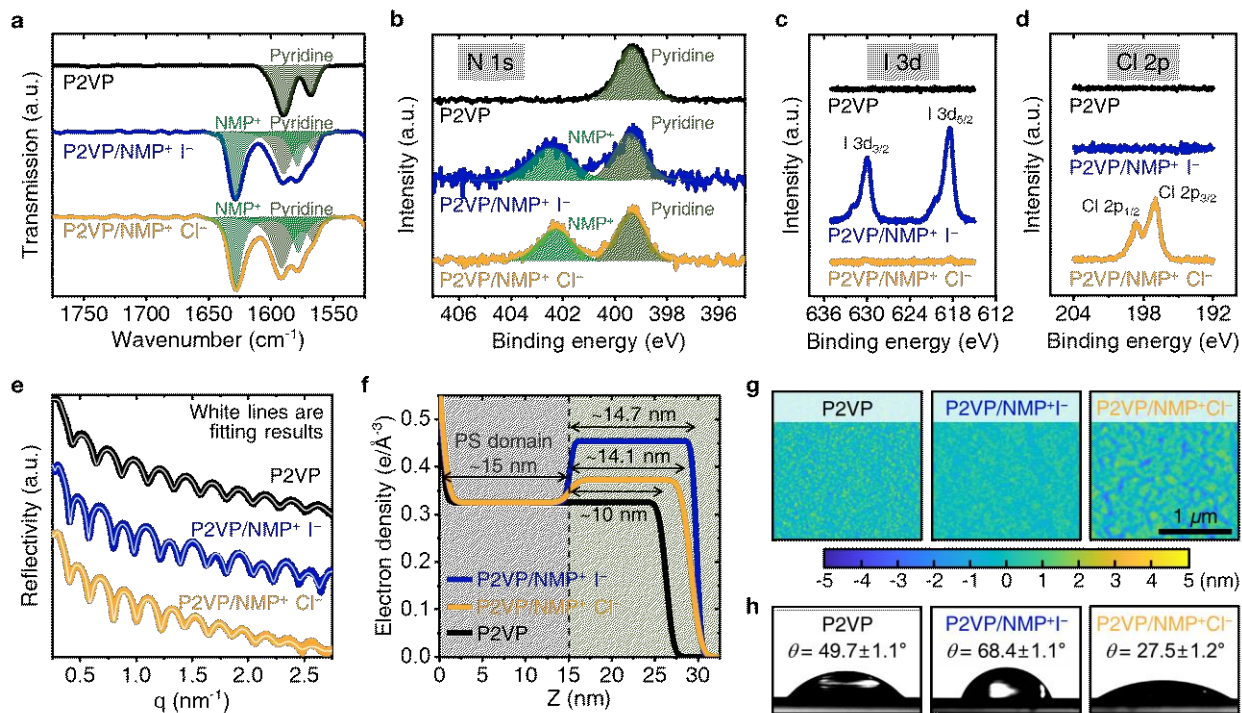 a
Pyridine
P2VP
NMP⁺ Pyridine
P2VP/NMP⁺ I⁻
NMP⁺ Pyridine
P2VP/NMP⁺ Cl⁻
Transmission (a.u.)
1750 1700 1650 1600 1550
Wavenumber (cm⁻¹)
b
N 1s
Pyridine
P2VP
NMP⁺
Pyridine
P2VP/NMP⁺ I⁻
NMP⁺
Pyridine
P2VP/NMP⁺ Cl⁻
Intensity (a.u.)
406 404 402 400 398 396
Binding energy (eV)
c
I 3d
P2VP
I 3d₅/₂
I 3d₃/₂
P2VP/NMP⁺ I⁻
P2VP/NMP⁺ Cl⁻
Intensity (a.u.)
636 630 624 618 612
Binding energy (eV)
d
Cl 2p
P2VP
P2VP/NMP⁺ I⁻
Cl 2p₃/₂
Cl 2p₁/₂
P2VP/NMP⁺ Cl⁻
Intensity (a.u.)
204 198 192
Binding energy (eV)
e
White lines are
fitting results
P2VP
P2VP/NMP⁺ I⁻
P2VP/NMP⁺ Cl⁻
Reflectivity (a.u.)
0.5 1.0 1.5 2.0 2.5
q (nm⁻¹)
f
~14.7 nm
PS domain
~14.1 nm
~15 nm
~10 nm
P2VP/NMP⁺ I⁻
P2VP/NMP⁺ Cl⁻
P2VP
Electron density (e/Å⁻³)
0.5
0.4
0.3
0.2
0.1
0.0
0 5 10 15 20 25 30
Z (nm)
g
P2VP
P2VP/NMP⁺I⁻
P2VP/NMP⁺Cl⁻
1 µm
-5 -4 -3 -2 -1 0 1 2 3 4 5 (nm)
h
P2VP
θ = 49.7±1.1°
P2VP/NMP⁺I⁻
θ = 68.4±1.1°
P2VP/NMP⁺Cl⁻
θ = 27.5±1.2°